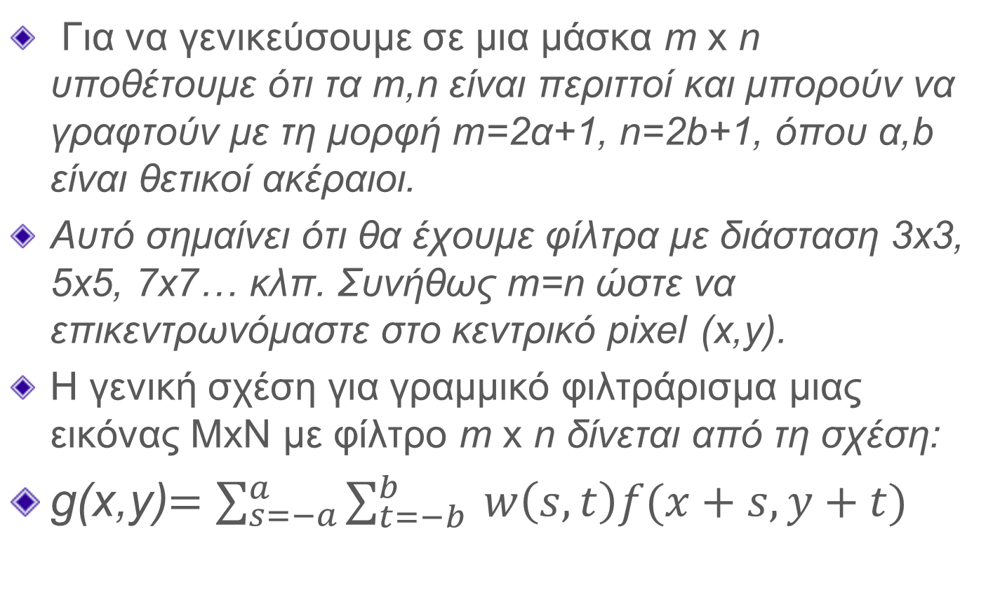 Για να γενικεύσουμε σε μια μάσκα m x n
υποθέτουμε ότι τα m,n είναι περιττοί και μπορούν να
γραφτούν με τη μορφή m=2α+1, n=2b+1, όπου α,b
είναι θετικοί ακέραιοι.
Αυτό σημαίνει ότι θα έχουμε φίλτρα με διάσταση 3x3,
5x5, 7x7… κλπ. Συνήθως m=n ώστε να
επικεντρωνόμαστε στο κεντρικό pixel (x,y).
Η γενική σχέση για γραμμικό φιλτράρισμα μιας
εικόνας MxN με φίλτρο m x n δίνεται από τη σχέση:
g(x,y)= ∑_{s=−a}^{a} ∑_{t=−b}^{b} w(s,t)f(x + s, y + t)